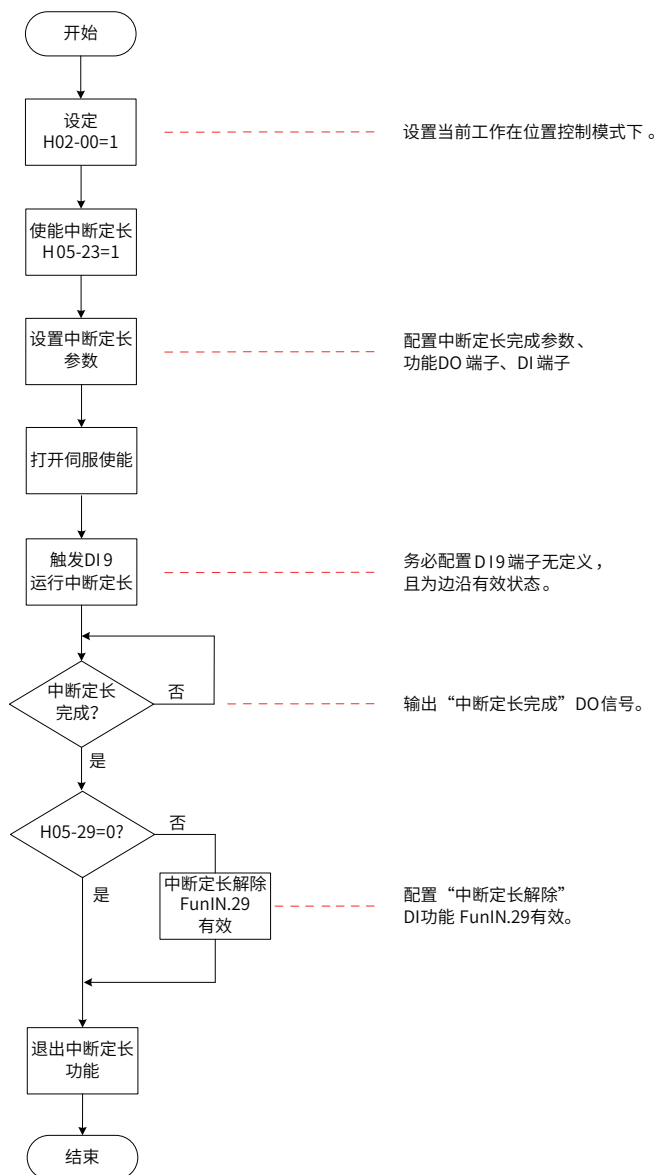 开始
设定
H02-00=1
设置当前工作在位置控制模式下。
使能中断定长
H05-23=1
设置中断定长
参数
配置中断定长完成参数、
功能DO 端子、DI 端子
打开伺服使能
触发DI9
运行中断定长
务必配置DI9端子无定义，
且为边沿有效状态。
中断定长
完成？
否
输出“中断定长完成”DO信号。
是
H05-29=0?
否
是
中断定长解除
FunIN.29
有效
配置“中断定长解除”
DI功能 FunIN.29有效。
退出中断定长
功能
结束